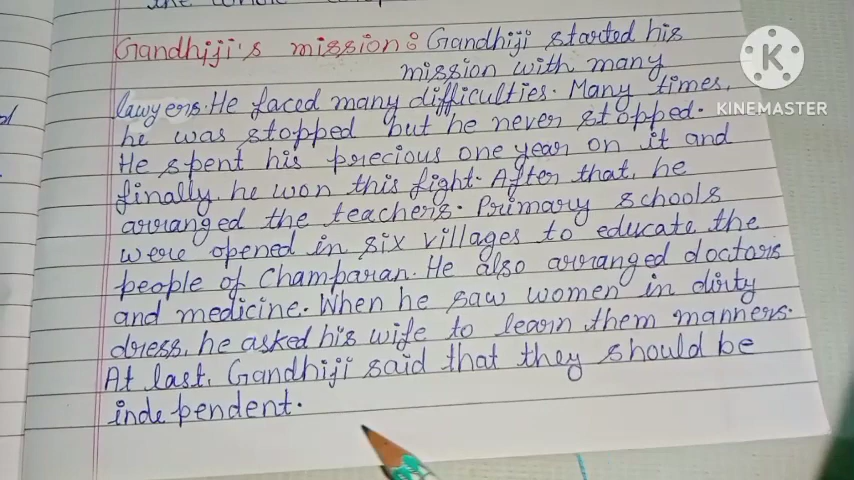 Gandhiji's mission: Gandhiji started his
mission with many
lawyers. He faced many difficulties. Many times,
he was stopped but he never stopped.
He spent his precious one year on it and
finally, he won this fight. After that, he
arranged the teachers. Primary schools
were opened in six villages to educate the
people of Champaran. He also arranged doctors
and medicine. When he saw women in dirty
dress, he asked his wife to learn them manners.
At last, Gandhiji said that they should be
independent.
K
KINEMASTER